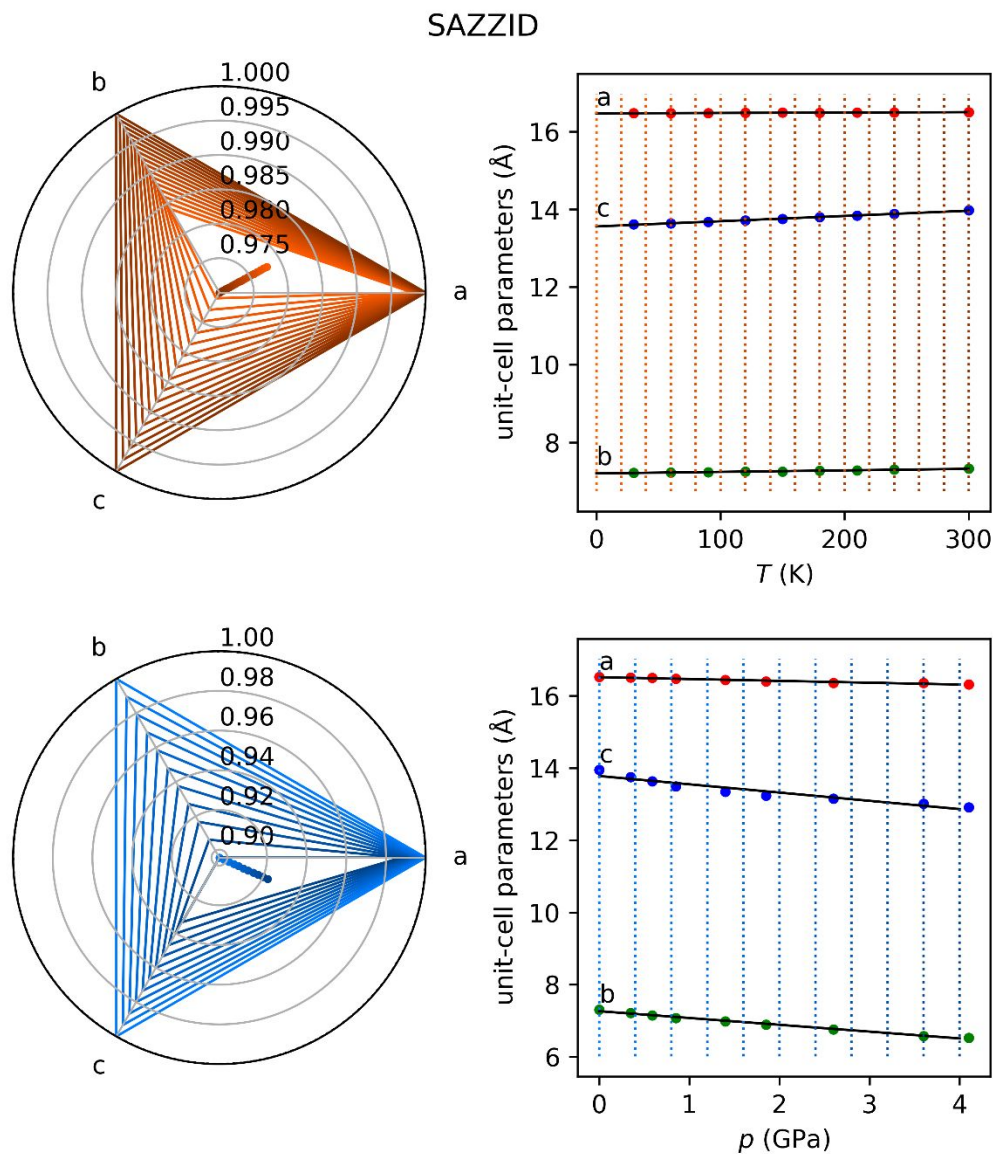 SAZZID
b
1.000
0.995
0.990
0.985
0.980
0.975
a
c
unit-cell parameters (Å)
16
14
12
10
8
a
c
b
0
100
200
300
T (K)
b
1.00
0.98
0.96
0.94
0.92
0.90
a
c
unit-cell parameters (Å)
16
14
12
10
8
6
a
c
b
0
1
2
3
4
p (GPa)